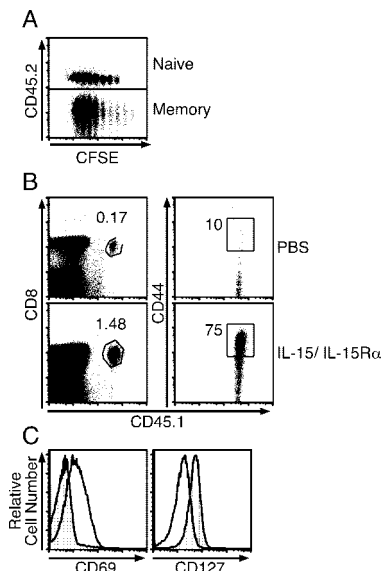 A
CD45.2
Naive
Memory
CFSE
B
0.17
10
PBS
CD8
CD44
1.48
75
IL-15/ IL-15Rα
CD45.1
C
Relative
Cell Number
CD69
CD127